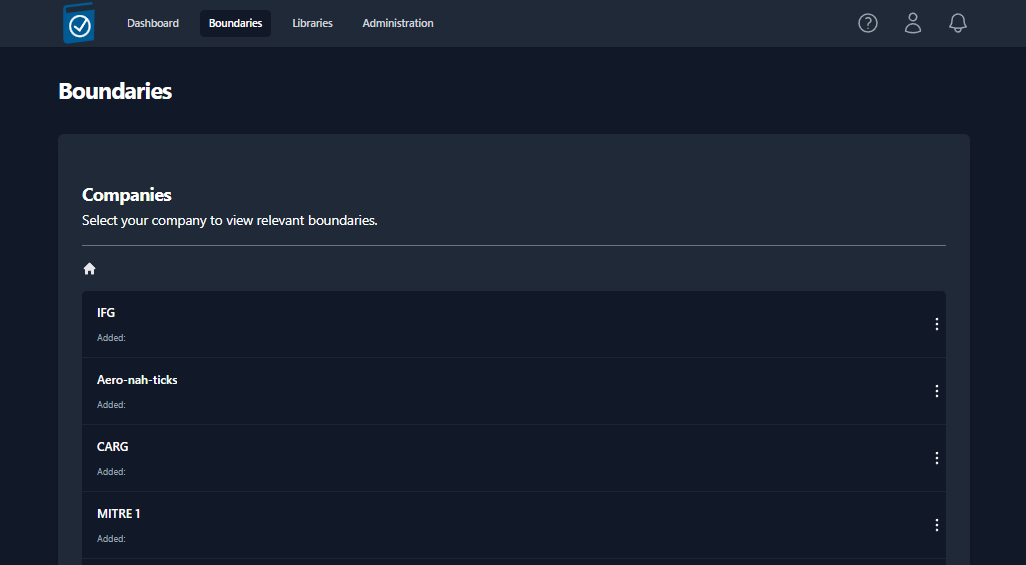 Dashboard Boundaries Libraries Administration
Boundaries
Companies
Select your company to view relevant boundaries.
IFG
Added:
Aero-nah-ticks
Added:
CARG
Added:
MITRE 1
Added: